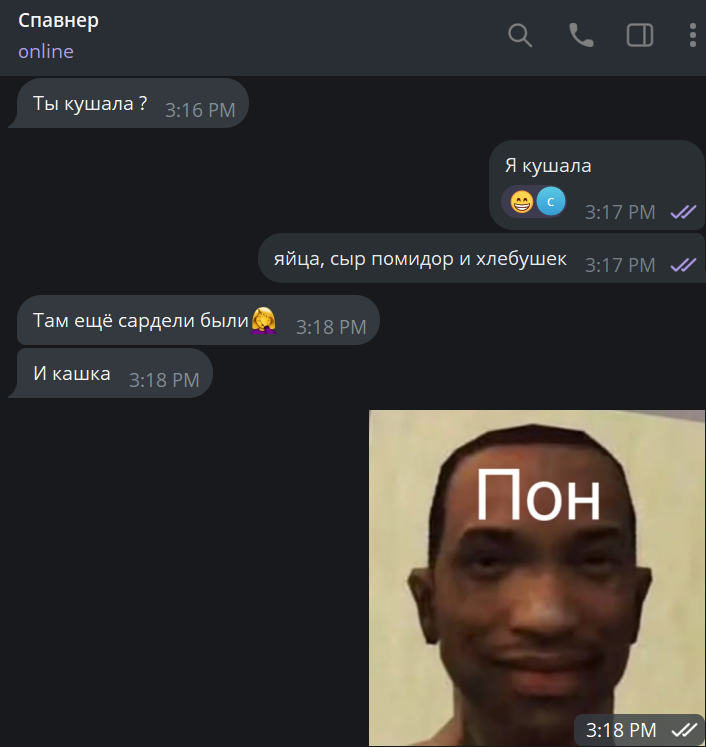 Спавнер
online
Ты кушала ? 3:16 PM
Я кушала
😁 с 3:17 PM
яйца, сыр помидор и хлебушек 3:17 PM
Там ещё сардели были🤦‍♀️ 3:18 PM
И кашка 3:18 PM
Пон
3:18 PM